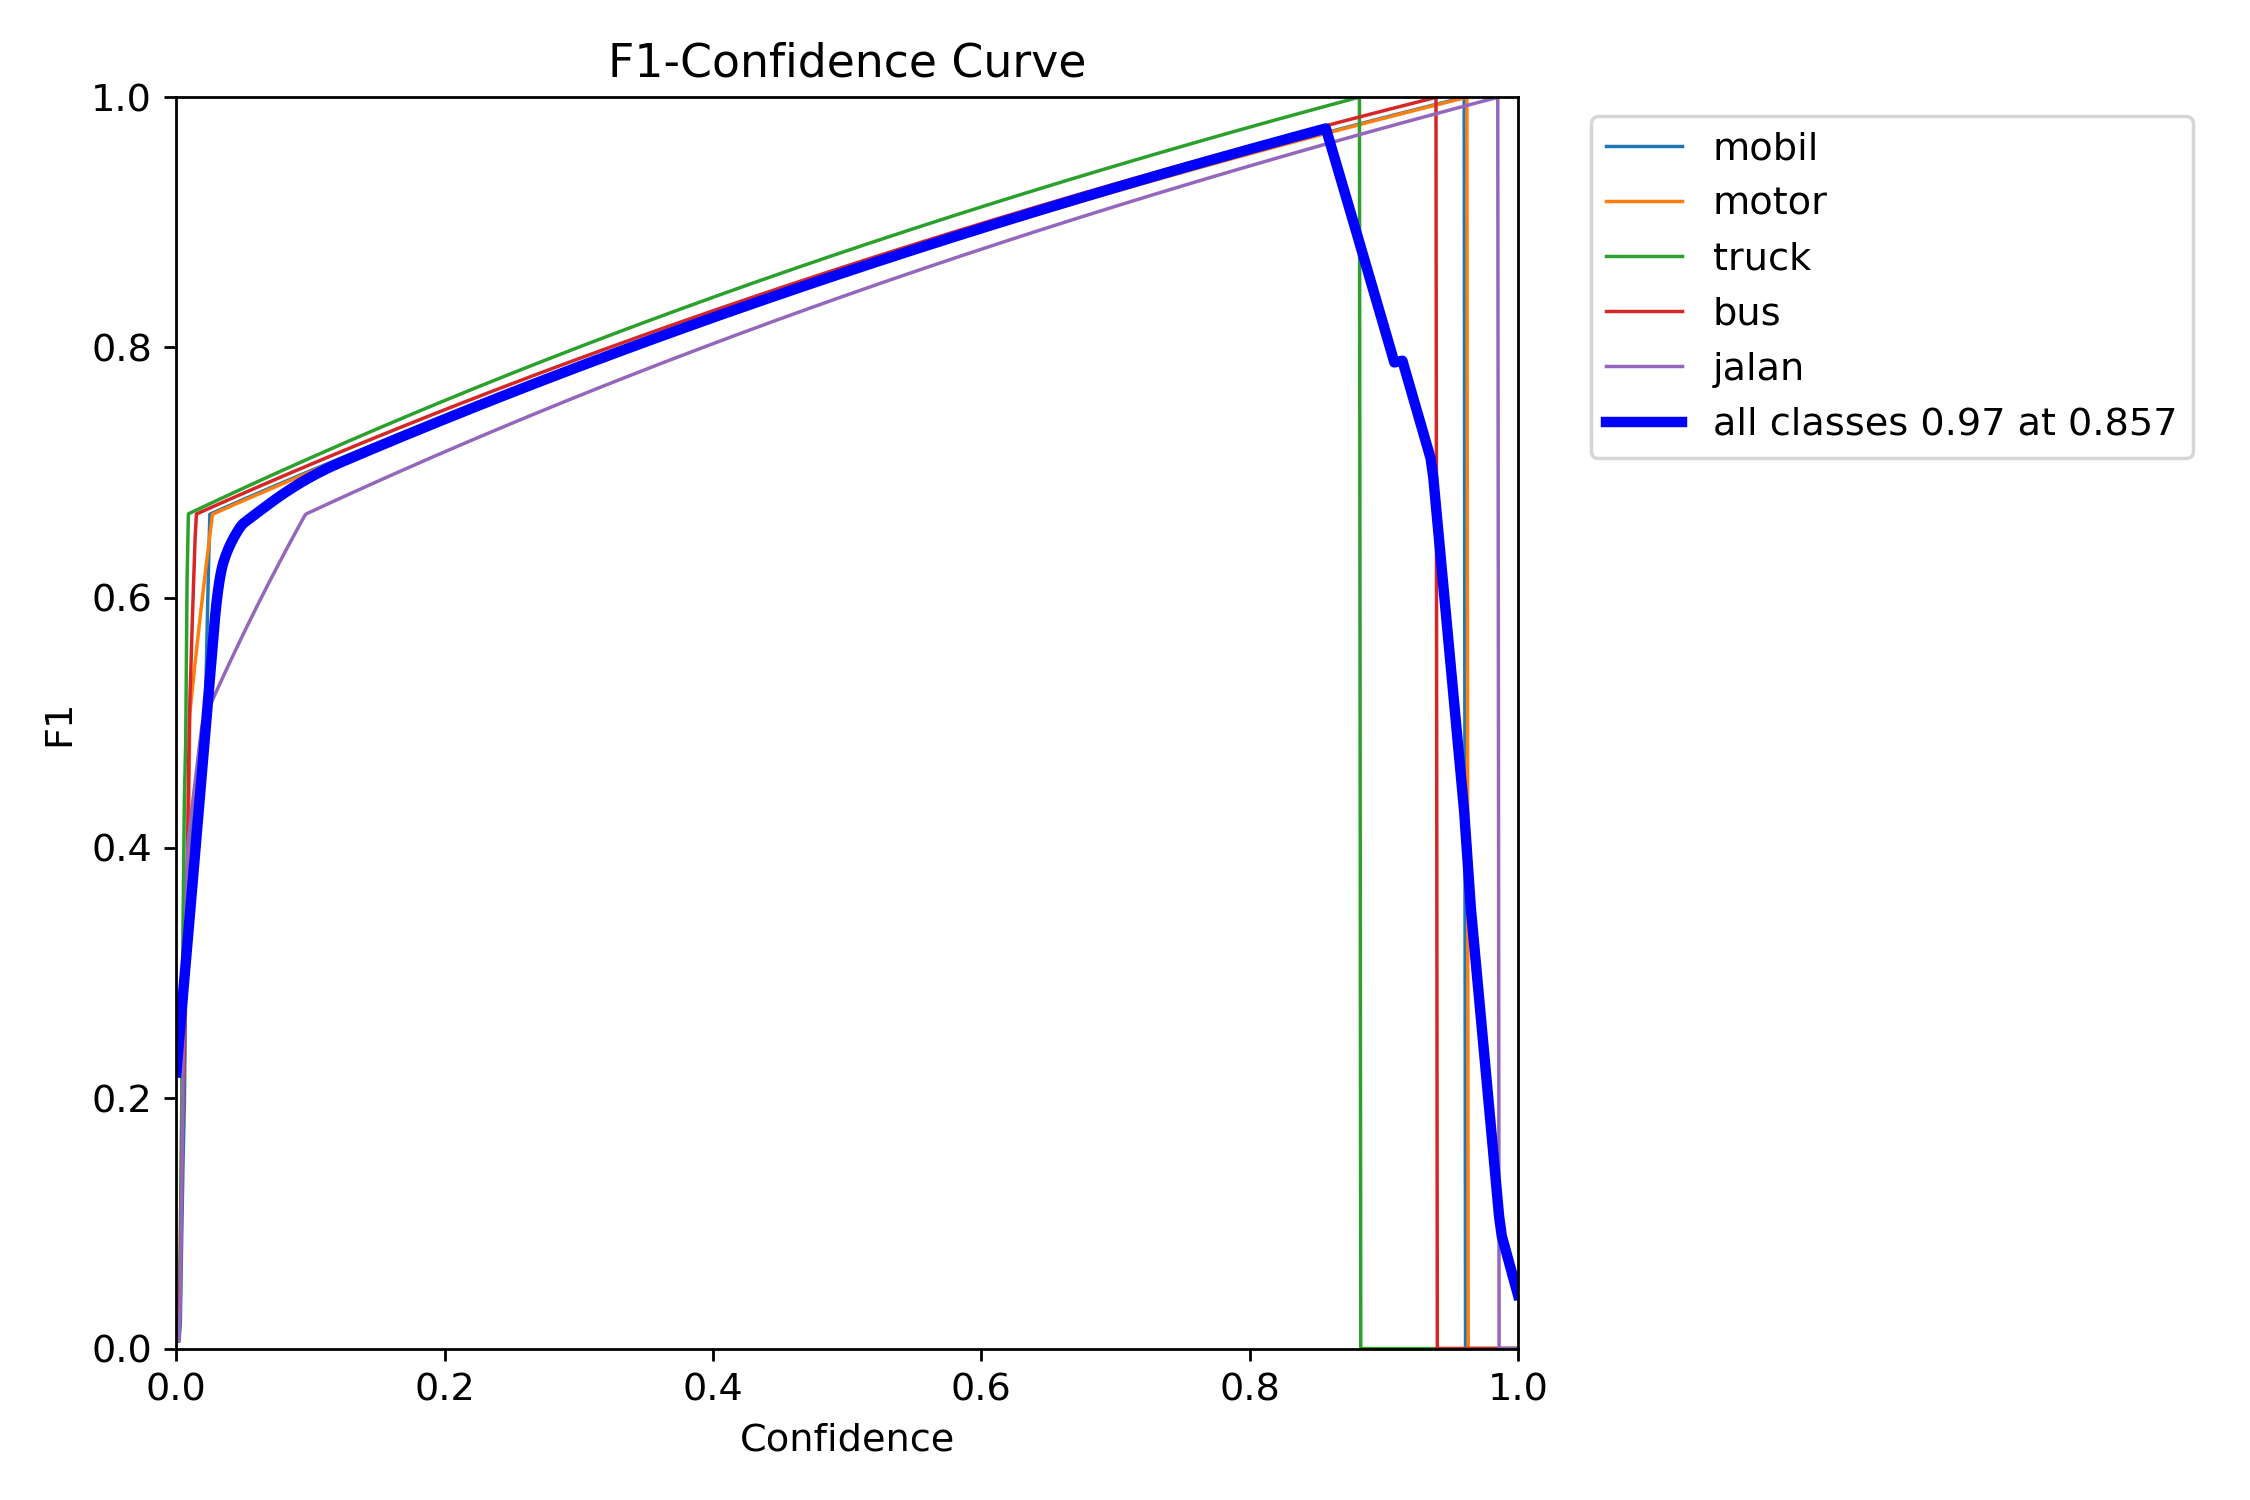 F1-Confidence Curve
1.0
0.8
0.6
0.4
0.2
0.0
F1
0.0 0.2 0.4 0.6 0.8 1.0
Confidence
mobil
motor
truck
bus
jalan
all classes 0.97 at 0.857